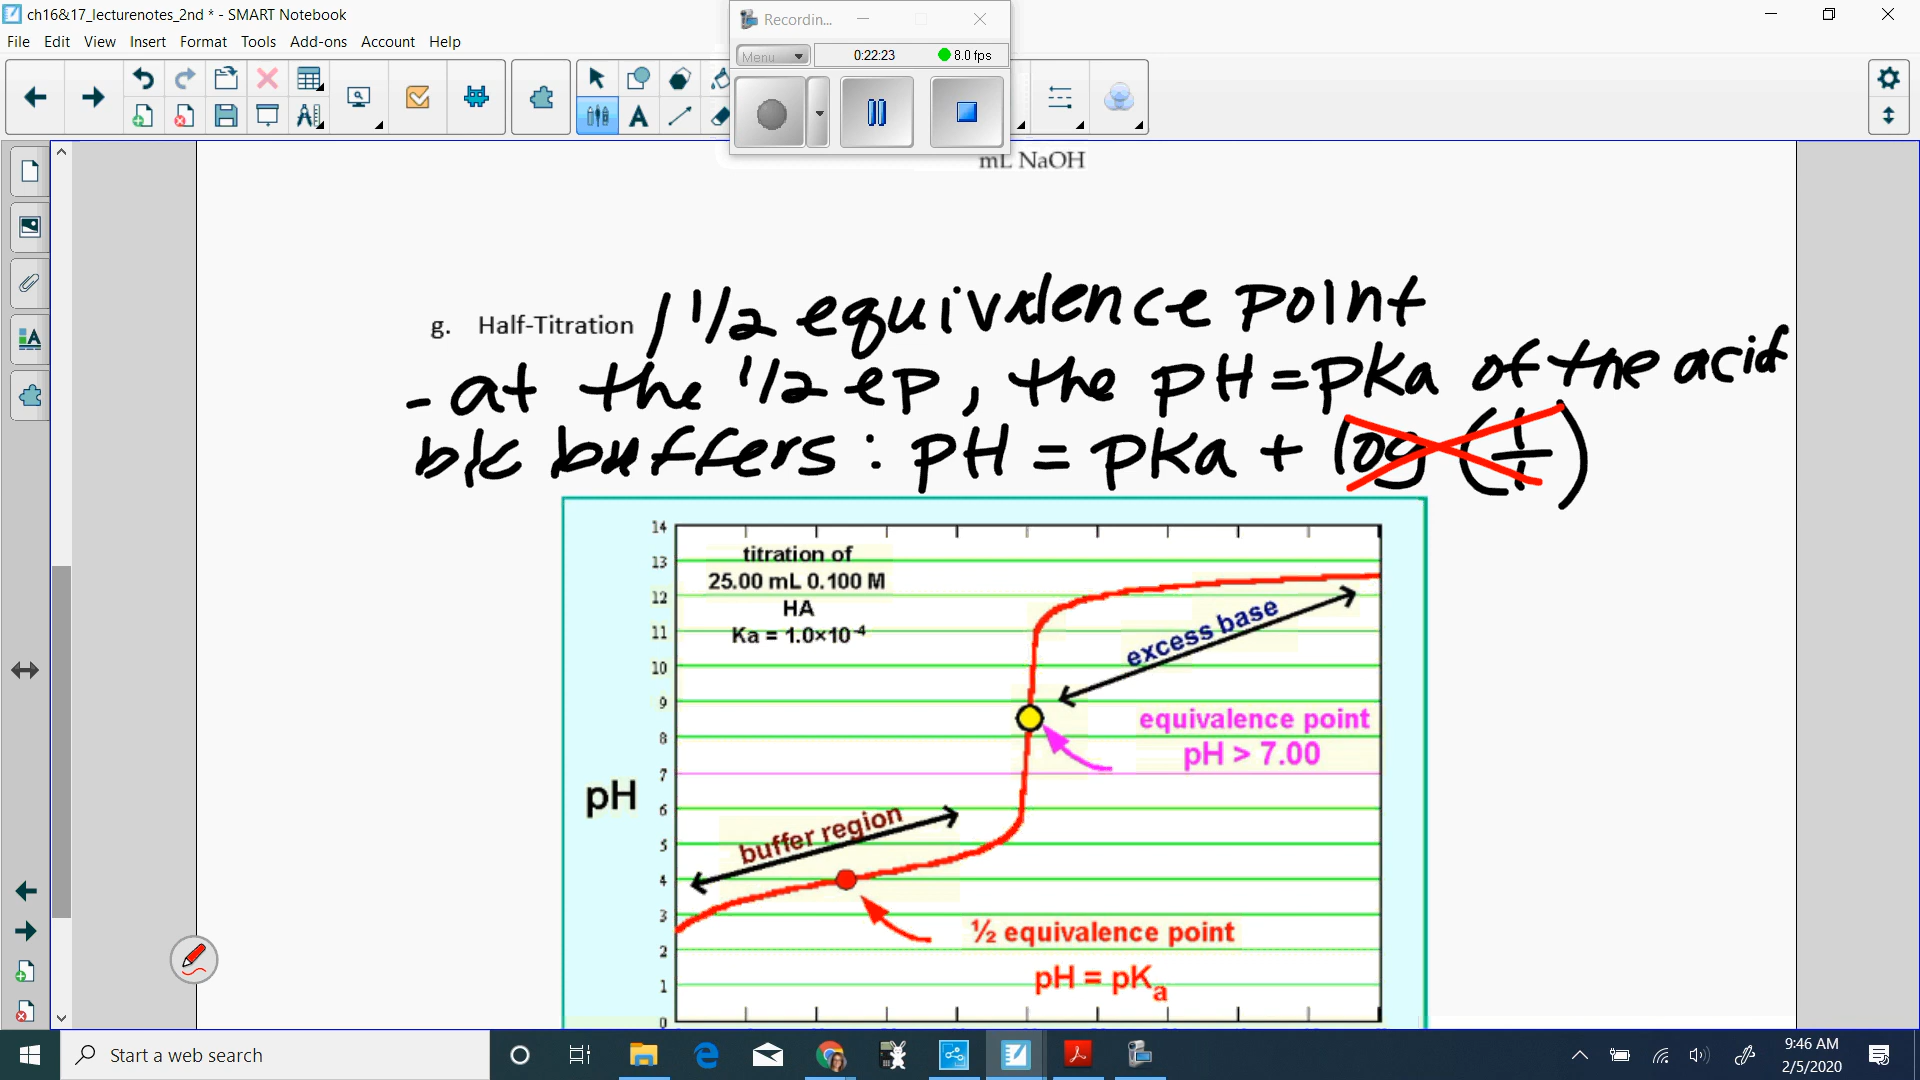 ch16&17_lecturenotes_2nd * - SMART Notebook
File Edit View Insert Format Tools Add-ons Account Help
Recordin...
Menu 0:22:23 8.0 fps
mL NaOH
g. Half-Titration / 1/2 equivalence point
- at the 1/2 ep, the pH = pKa of the acid
b/c buffers : pH = pKa + log (1/1)
14
13
12
11
10
9
8
7
6
5
4
3
2
1
0
pH
titration of
25.00 mL 0.100 M
HA
Ka = 1.0×10⁻⁴
excess base
equivalence point
pH > 7.00
buffer region
½ equivalence point
pH = pKₐ
Start a web search
9:46 AM
2/5/2020